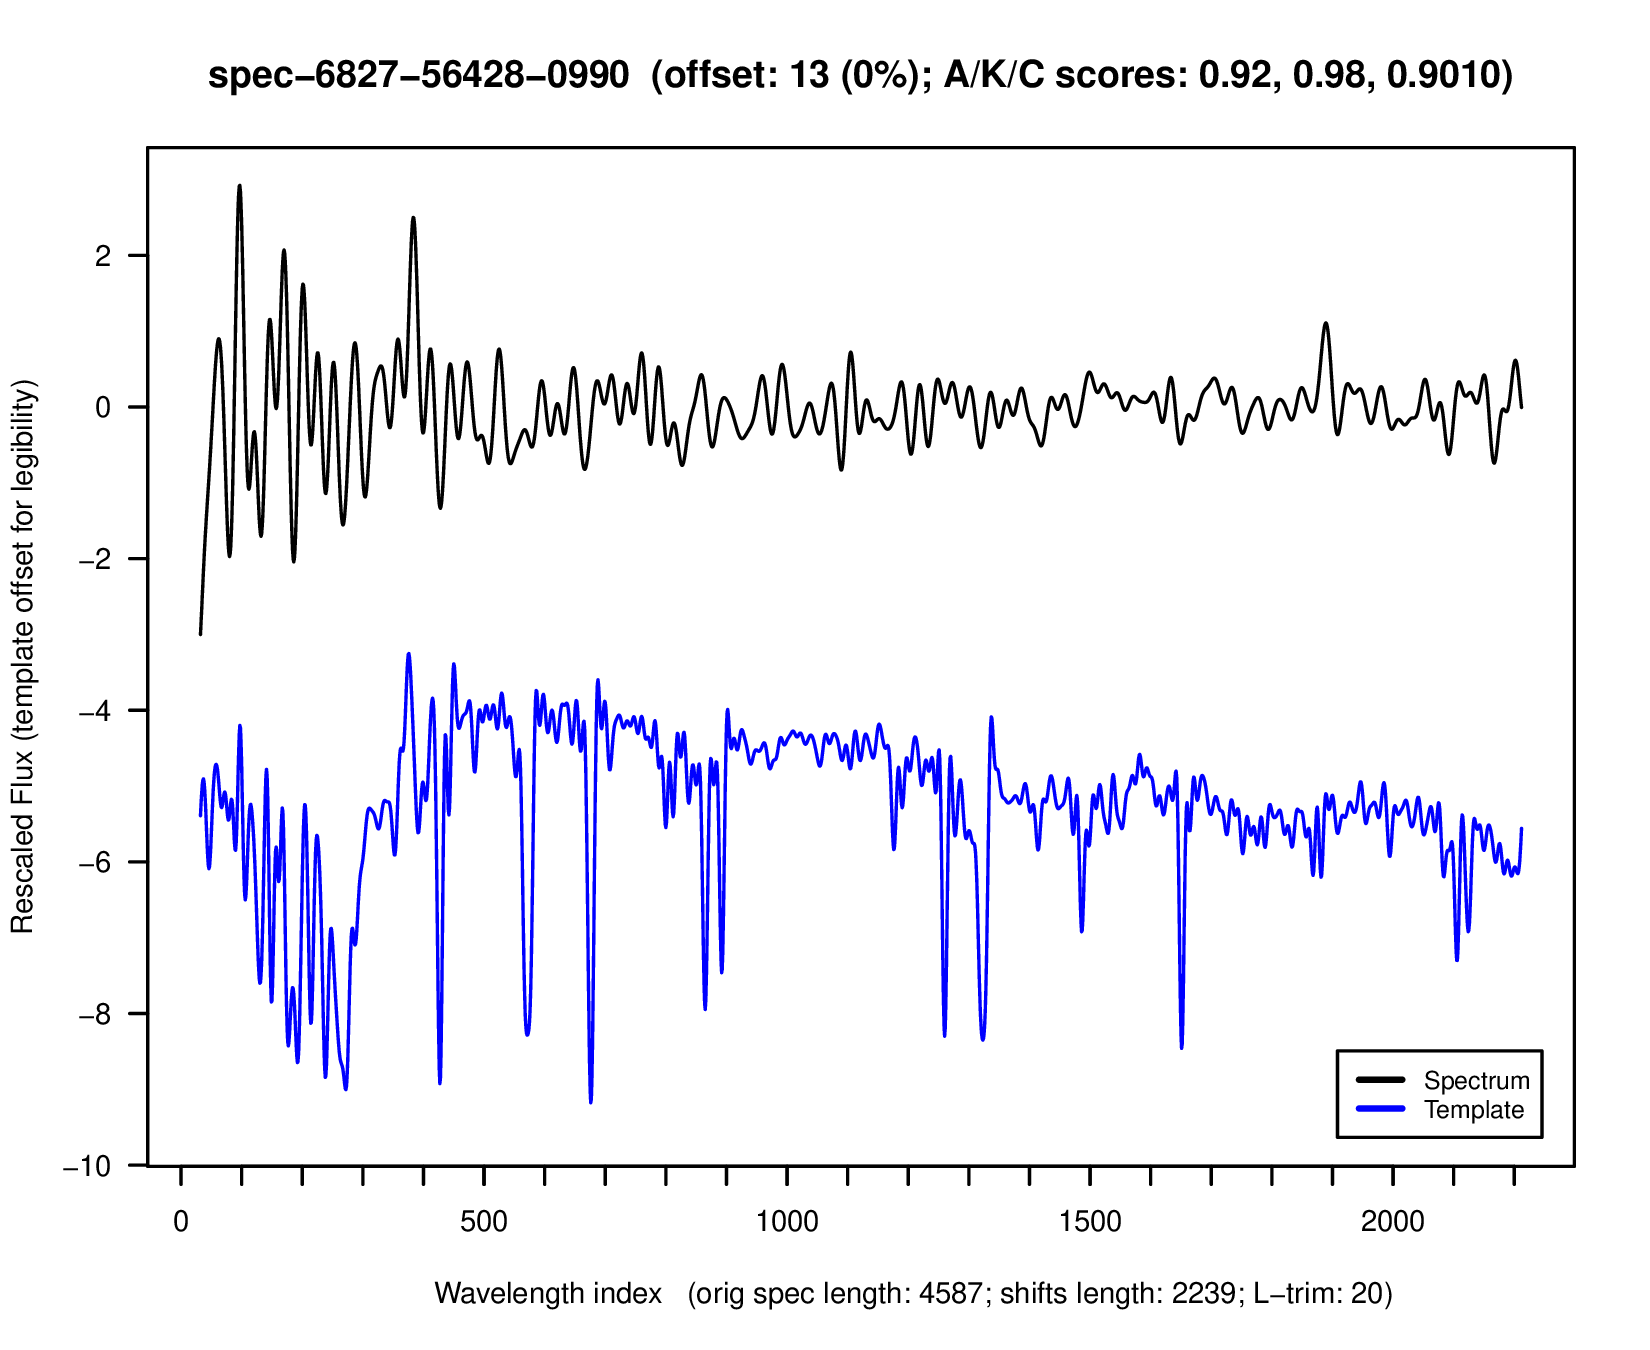 spec−6827−56428−0990 (offset: 13 (0%); A/K/C scores: 0.92, 0.98, 0.9010)
Rescaled Flux (template offset for legibility)
2
0
−2
−4
−6
−8
−10
Spectrum
Template
0 500 1000 1500 2000
Wavelength index (orig spec length: 4587; shifts length: 2239; L−trim: 20)